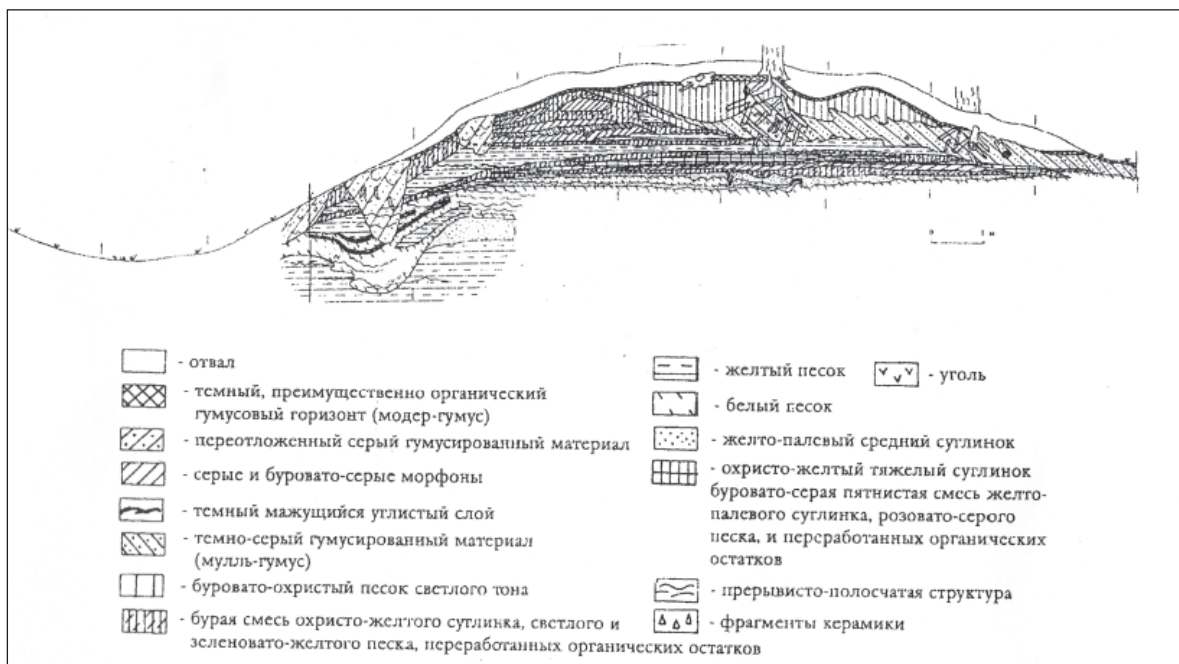 0 1 м
- отвал
- темный, преимущественно органический
гумусовый горизонт (модер-гумус)
- переотложенный серый гумусированный материал
- серые и буровато-серые морфоны
- темный мажущийся углистый слой
- темно-серый гумусированный материал
(мулль-гумус)
- буровато-охристый песок светлого тона
- бурая смесь охристо-желтого суглинка, светлого и
зеленовато-желтого песка, переработанных органических остатков
- желтый песок
- уголь
- белый песок
- желто-палевый средний суглинок
- охристо-желтый тяжелый суглинок
буровато-серая пятнистая смесь желто-
палевого суглинка, розовато-серого
песка, и переработанных органических
остатков
- прерывисто-полосчатая структура
- фрагменты керамики